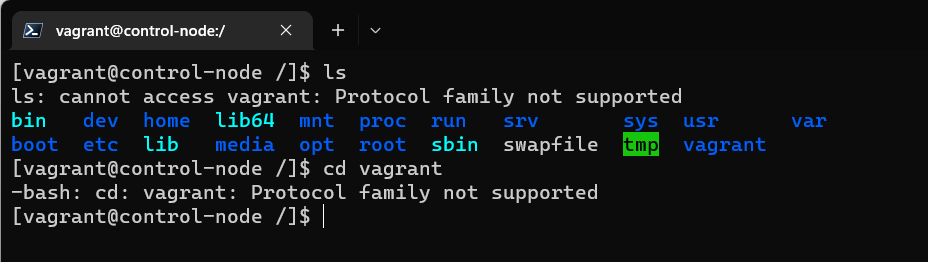 vagrant@control-node:/
[vagrant@control-node /]$ ls
ls: cannot access vagrant: Protocol family not supported
bin dev home lib64 mnt proc run srv sys usr var
boot etc lib media opt root sbin swapfile tmp vagrant
[vagrant@control-node /]$ cd vagrant
-bash: cd: vagrant: Protocol family not supported
[vagrant@control-node /]$